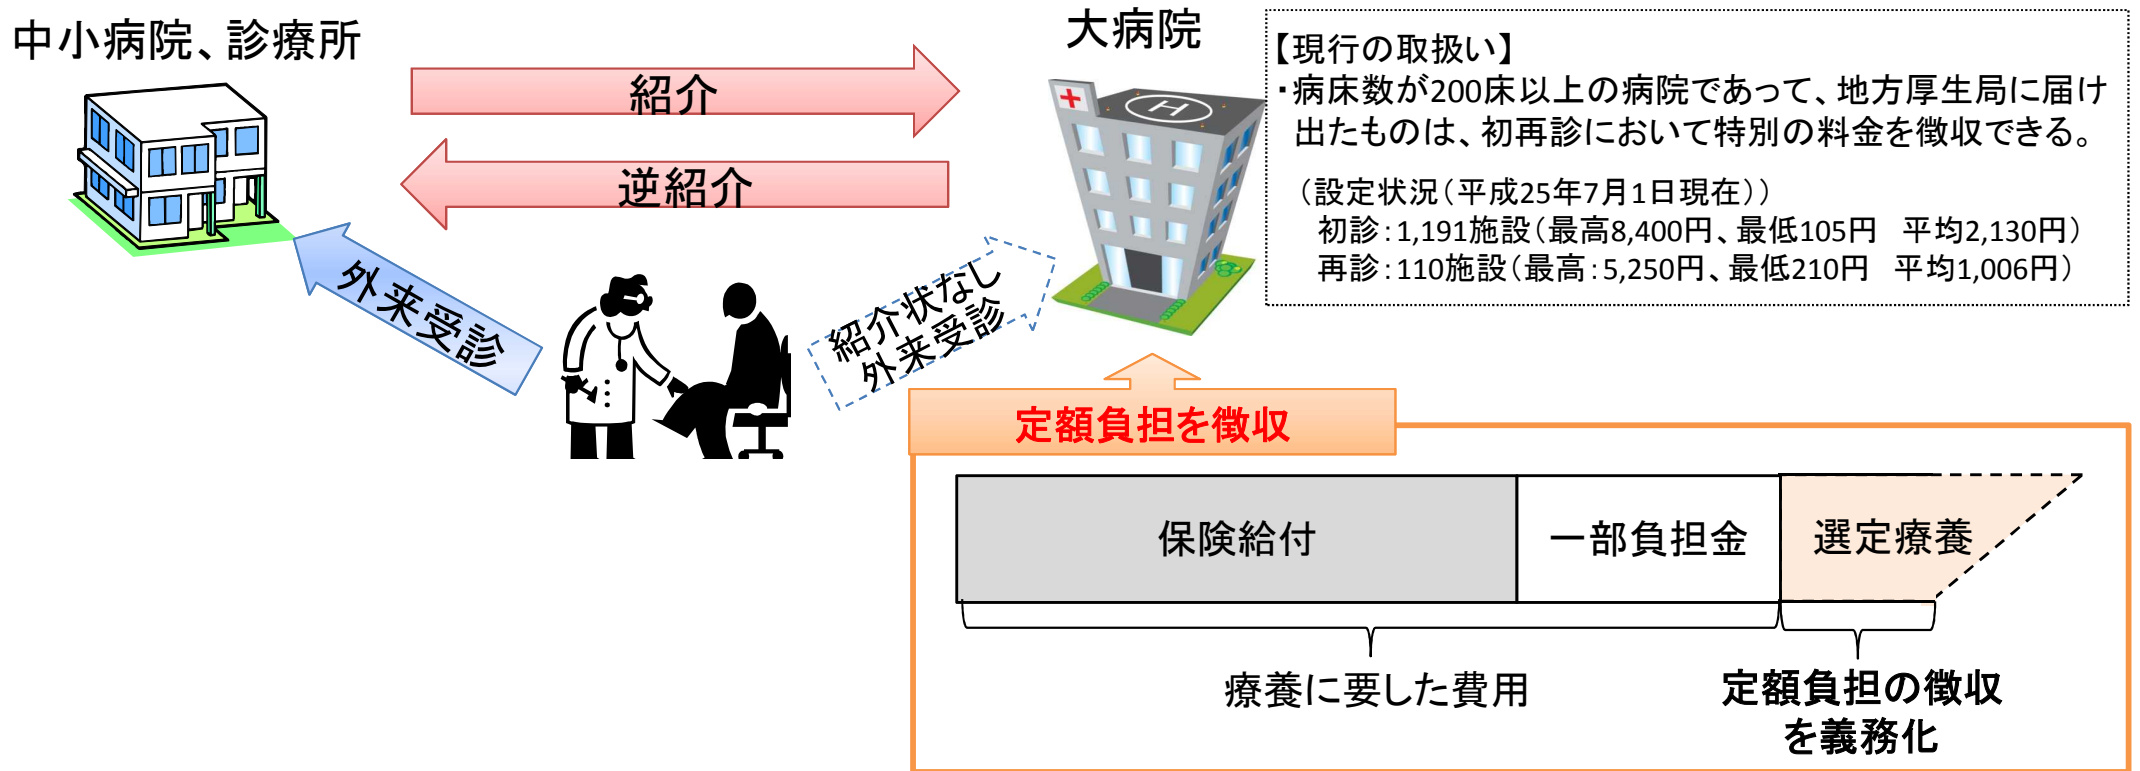 中小病院、診療所
大病院
紹介
逆紹介
【現行の取扱い】
・病床数が200床以上の病院であって、地方厚生局に届け
出たものは、初再診において特別の料金を徴収できる。
（設定状況（平成25年7月1日現在））
初診：1,191施設（最高8,400円、最低105円　平均2,130円）
再診：110施設（最高：5,250円、最低210円　平均1,006円）
H
外来受診
紹介状なし
外来受診
定額負担を徴収
保険給付
一部負担金
選定療養
療養に要した費用
定額負担の徴収
を義務化